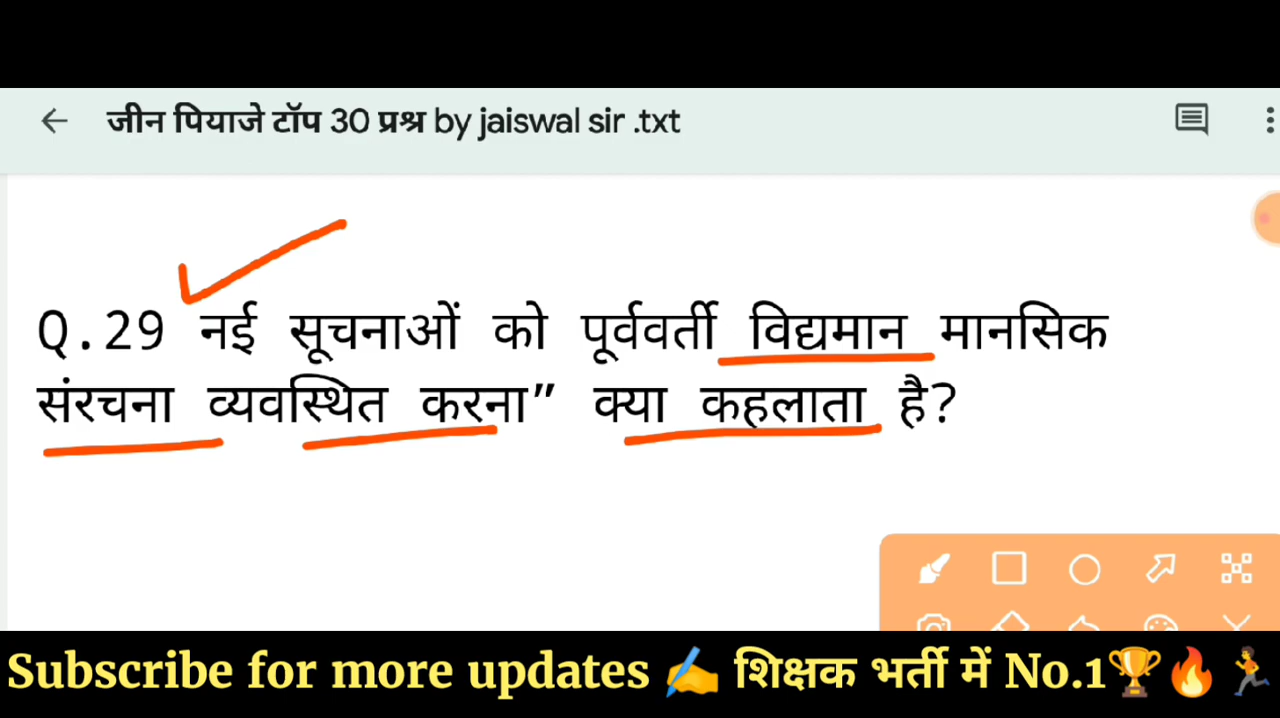 जीन पियाजे टॉप 30 प्रश्न by jaiswal sir .txt
Q.29 नई सूचनाओं को पूर्ववर्ती विद्यमान मानसिक
संरचना व्यवस्थित करना” क्या कहलाता है?
Subscribe for more updates ✍️ शिक्षक भर्ती में No.1🏆🔥🏃